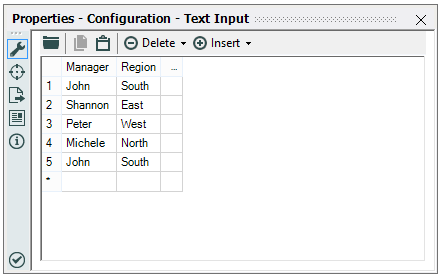 Properties - Configuration - Text Input
Delete Insert
Manager Region ...
1 John South
2 Shannon East
3 Peter West
4 Michele North
5 John South
*